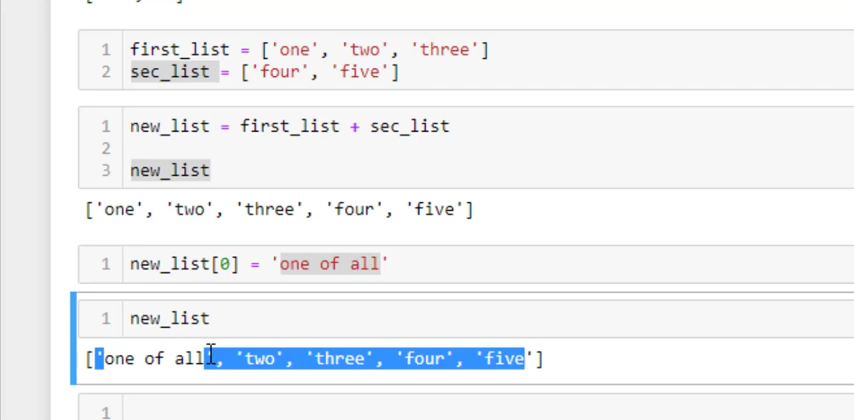 1 first_list = ['one', 'two', 'three']
2 sec_list = ['four', 'five']
1 new_list = first_list + sec_list
2
3 new_list
['one', 'two', 'three', 'four', 'five']
1 new_list[0] = 'one of all'
1 new_list
['one of all', 'two', 'three', 'four', 'five']
1